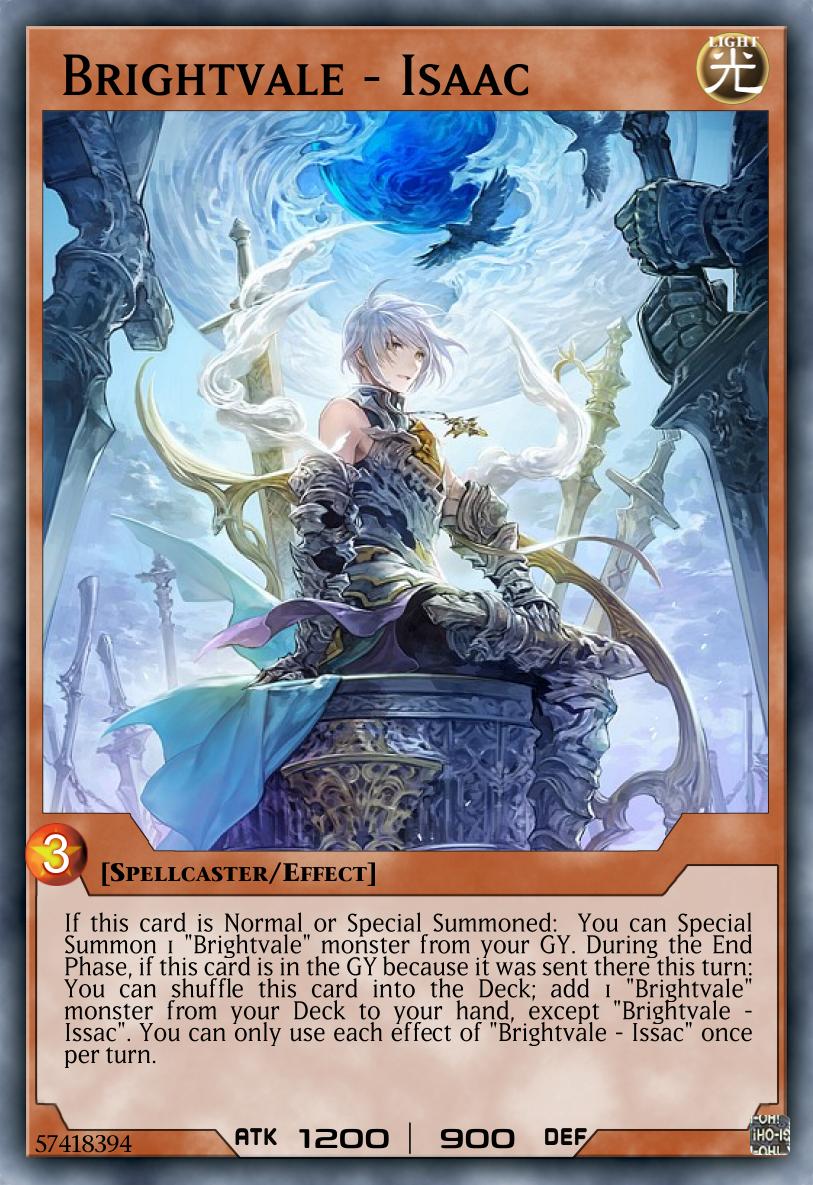 Brightvale - Isaac
LIGHT
光
3
[Spellcaster/Effect]
If this card is Normal or Special Summoned: You can Special
Summon 1 "Brightvale" monster from your GY. During the End
Phase, if this card is in the GY because it was sent there this turn:
You can shuffle this card into the Deck; add 1 "Brightvale"
monster from your Deck to your hand, except "Brightvale -
Issac". You can only use each effect of "Brightvale - Issac" once
per turn.
57418394
ATK 1200 | 900 DEF
-OH!
-OH!